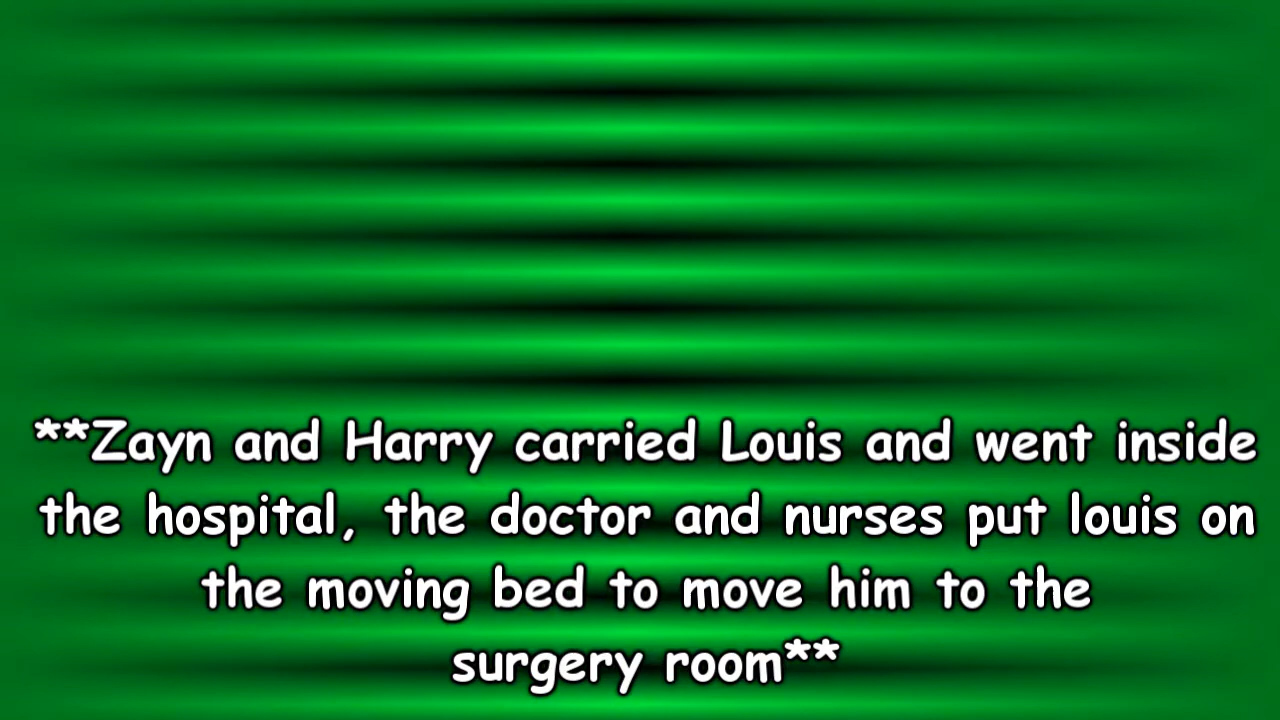 **Zayn and Harry carried Louis and went inside
the hospital, the doctor and nurses put louis on
the moving bed to move him to the
surgery room**